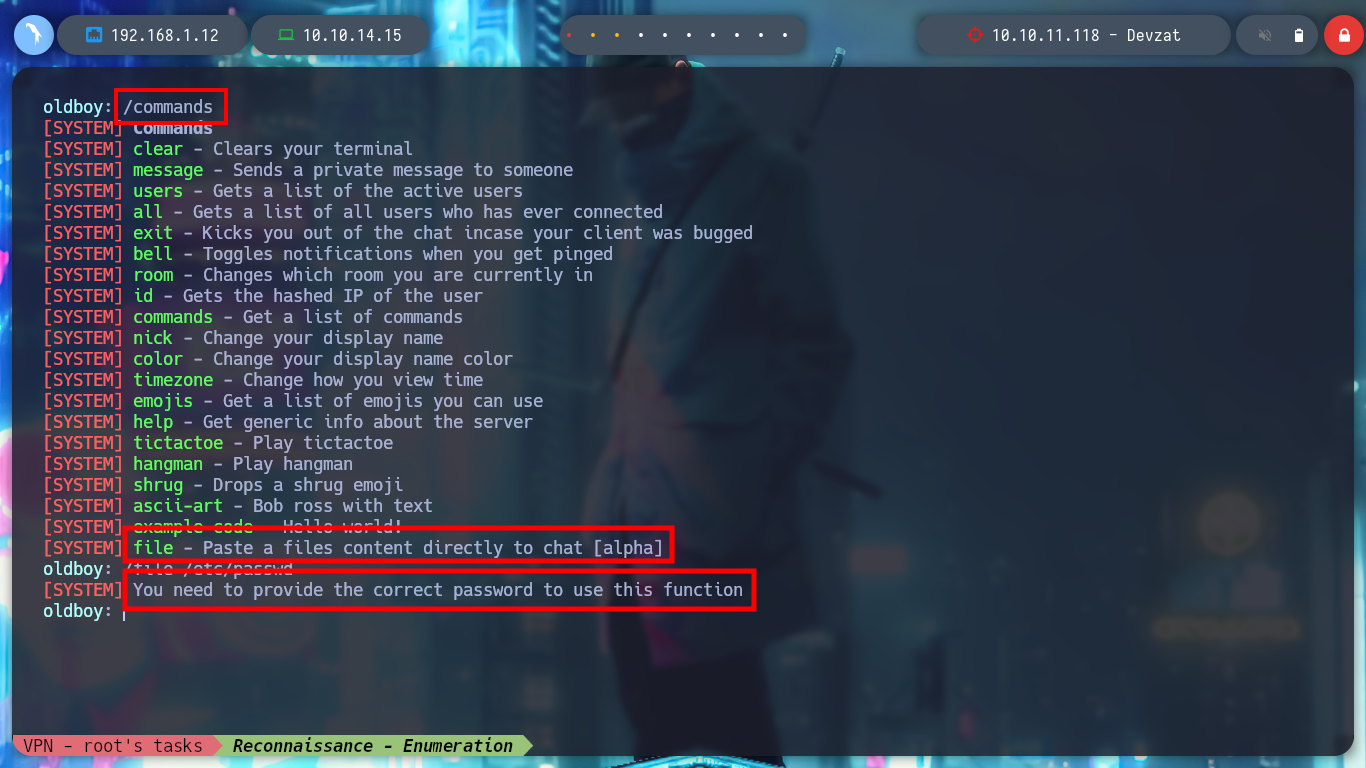 192.168.1.12 10.10.14.15 10.10.11.118 - Devzat
oldboy: /commands
[SYSTEM] Commands
[SYSTEM] clear - Clears your terminal
[SYSTEM] message - Sends a private message to someone
[SYSTEM] users - Gets a list of the active users
[SYSTEM] all - Gets a list of all users who has ever connected
[SYSTEM] exit - Kicks you out of the chat incase your client was bugged
[SYSTEM] bell - Toggles notifications when you get pinged
[SYSTEM] room - Changes which room you are currently in
[SYSTEM] id - Gets the hashed IP of the user
[SYSTEM] commands - Get a list of commands
[SYSTEM] nick - Change your display name
[SYSTEM] color - Change your display name color
[SYSTEM] timezone - Change how you view time
[SYSTEM] emojis - Get a list of emojis you can use
[SYSTEM] help - Get generic info about the server
[SYSTEM] tictactoe - Play tictactoe
[SYSTEM] hangman - Play hangman
[SYSTEM] shrug - Drops a shrug emoji
[SYSTEM] ascii-art - Bob ross with text
[SYSTEM] example-code - Hello world!
[SYSTEM] file - Paste a files content directly to chat [alpha]
oldboy: /file /etc/passwd
[SYSTEM] You need to provide the correct password to use this function
oldboy:
VPN - root's tasks Reconnaissance - Enumeration